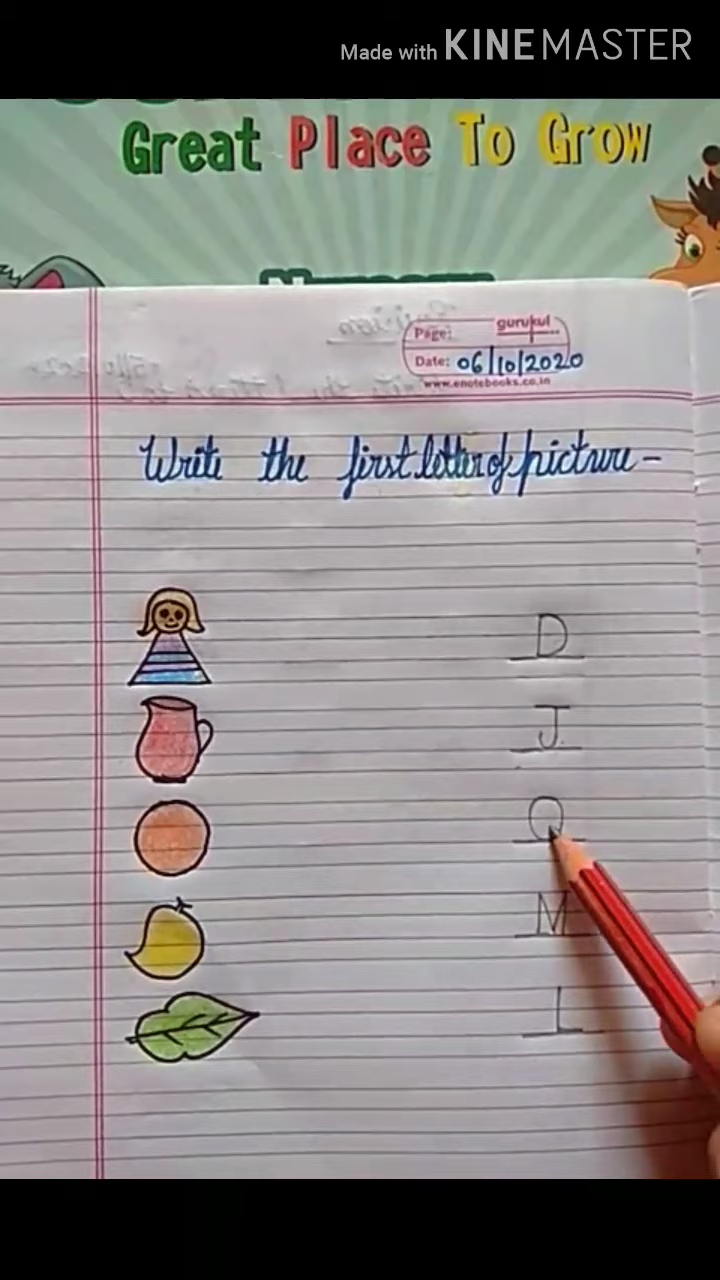 Made with KINEMASTER
Great Place To Grow
Page:
gurukul
Date: 06/10/2020
www.enotebooks.co.in
Write the first letter of picture -
D
J
O
M
L